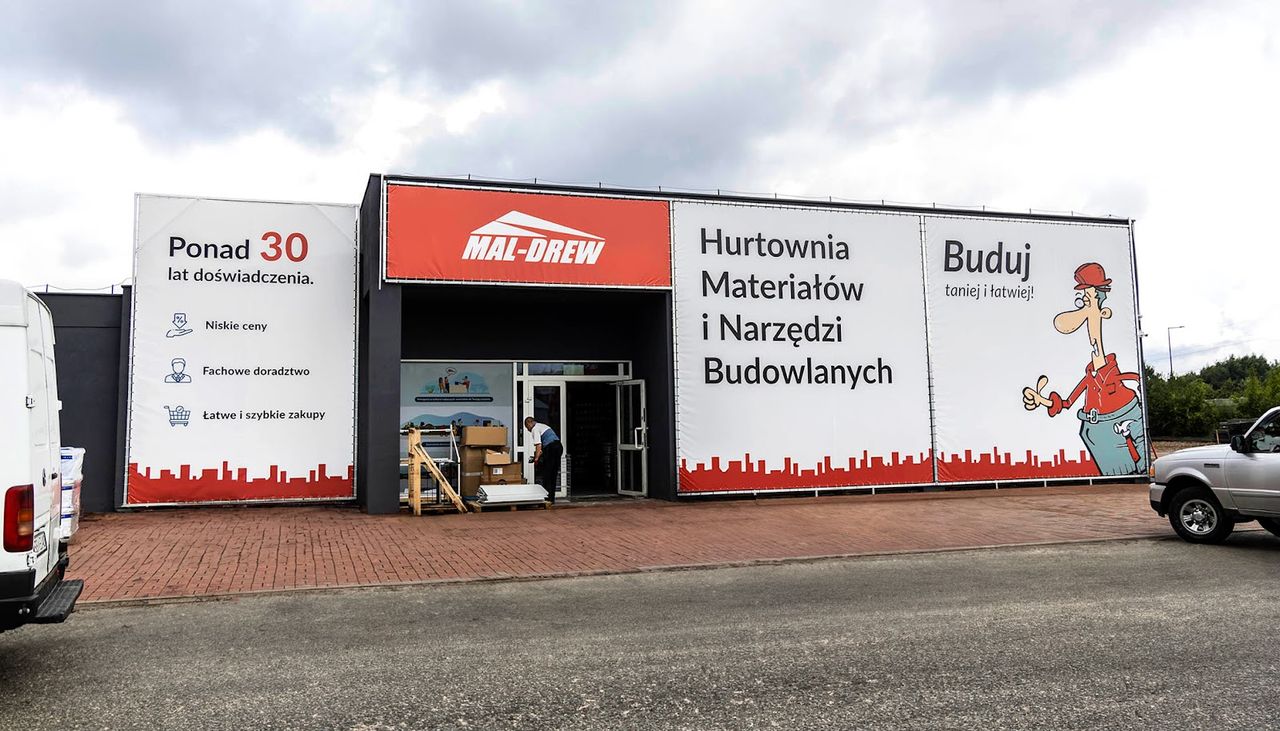 Ponad 30
lat doświadczenia.
Niskie ceny
Fachowe doradztwo
Łatwe i szybkie zakupy
MAL-DREW
Hurtownia
Materiałów
i Narzędzi
Budowlanych
Buduj
taniej i łatwiej!